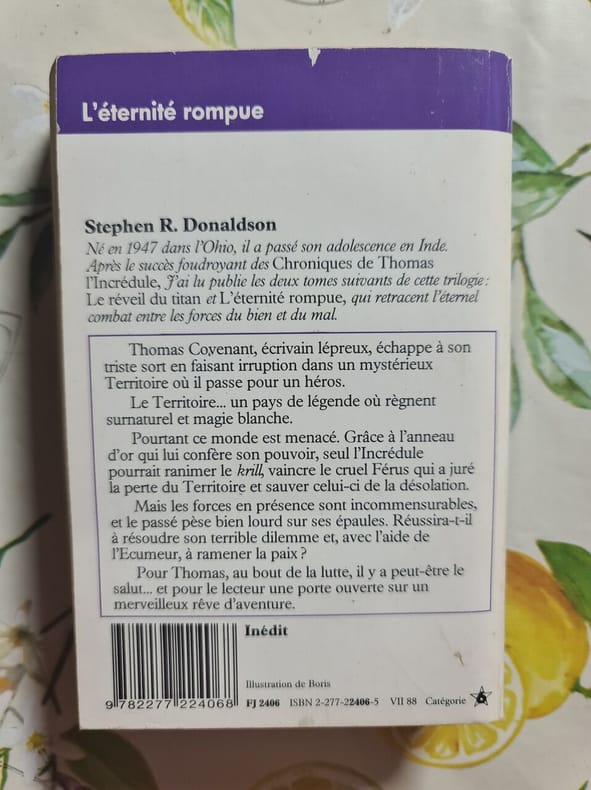 L'éternité rompue
Stephen R. Donaldson
Né en 1947 dans l'Ohio, il a passé son adolescence en Inde.
Après le succès foudroyant des Chroniques de Thomas
l'Incrédule, J'ai lu publie les deux tomes suivants de cette trilogie :
Le réveil du titan et L'éternité rompue, qui retracent l'éternel
combat entre les forces du bien et du mal.
Thomas Covenant, écrivain lépreux, échappe à son
triste sort en faisant irruption dans un mystérieux
Territoire où il passe pour un héros.
Le Territoire... un pays de légende où règnent
surnaturel et magie blanche.
Pourtant ce monde est menacé. Grâce à l'anneau
d'or qui lui confère son pouvoir, seul l'Incrédule
pourrait ranimer le krill, vaincre le cruel Férus qui a juré
la perte du Territoire et sauver celui-ci de la désolation.
Mais les forces en présence sont incommensurables,
et le passé pèse bien lourd sur ses épaules. Réussira-t-il
à résoudre son terrible dilemme et, avec l'aide de
l'Ecumeur, à ramener la paix ?
Pour Thomas, au bout de la lutte, il y a peut-être le
salut... et pour le lecteur une porte ouverte sur un
merveilleux rêve d'aventure.
Inédit
Illustration de Boris
9 782277 224068 FJ 2406 ISBN 2-277-22406-5 VII 88 Catégorie 6